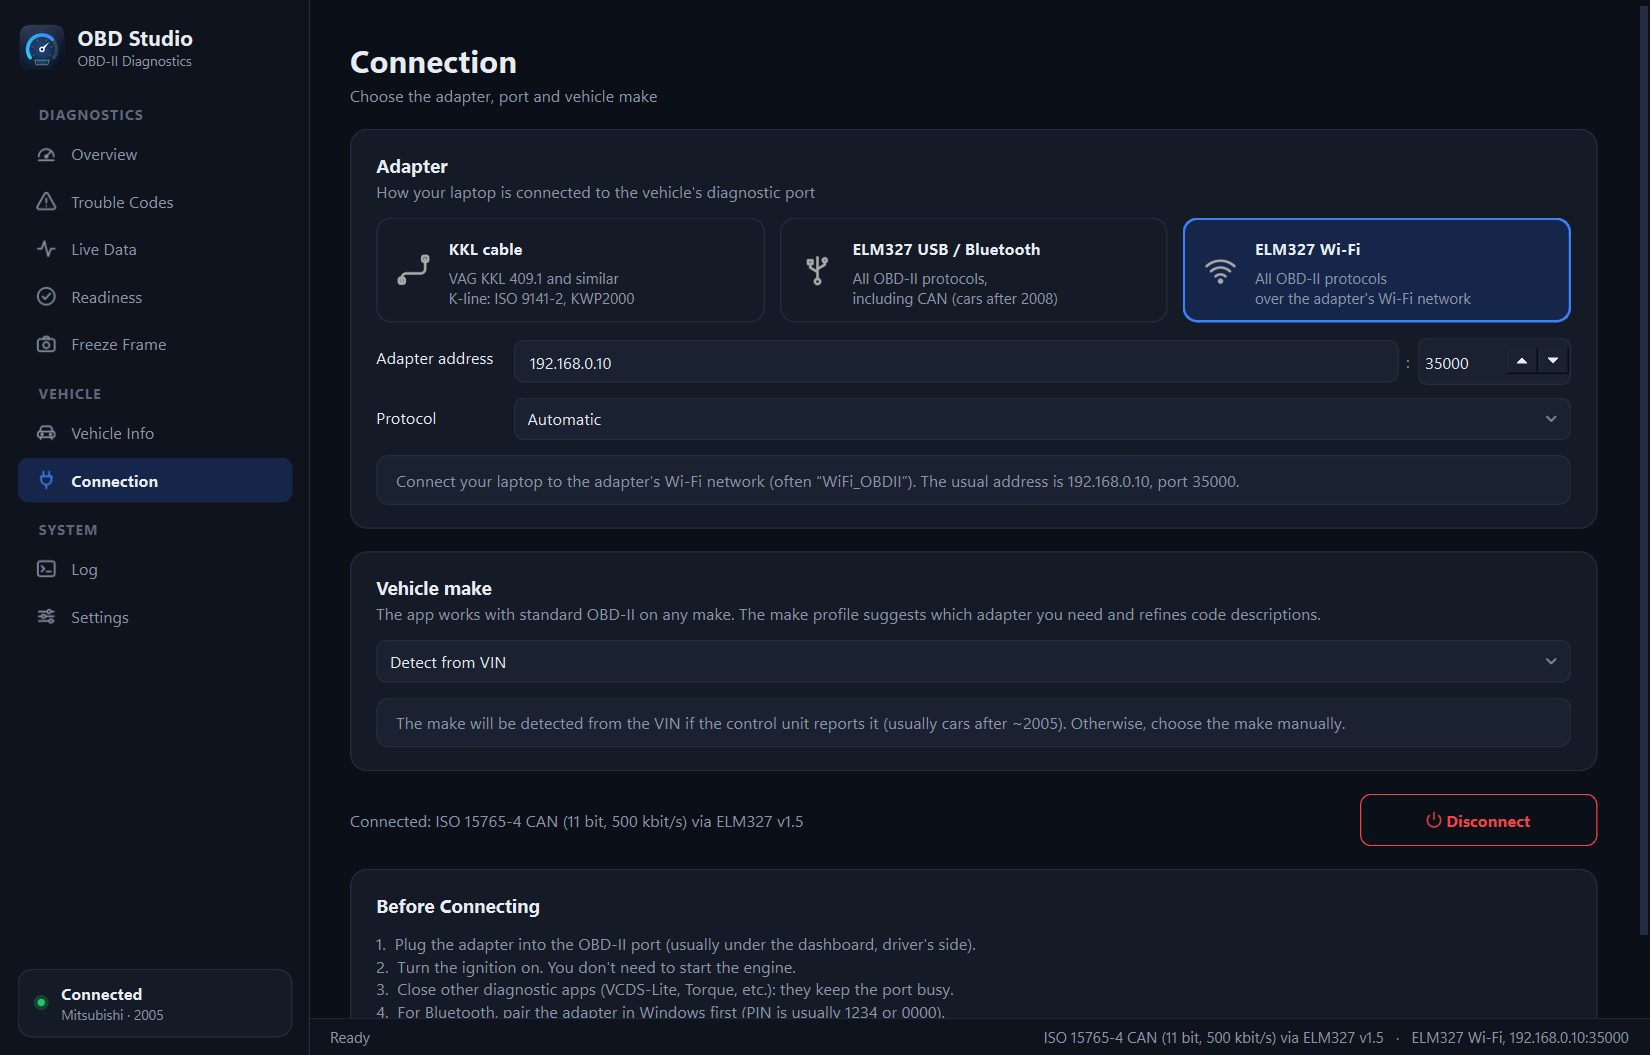 OBD Studio
OBD-II Diagnostics
DIAGNOSTICS
Overview
Trouble Codes
Live Data
Readiness
Freeze Frame
VEHICLE
Vehicle Info
Connection
SYSTEM
Log
Settings
Connected
Mitsubishi · 2005
Connection
Choose the adapter, port and vehicle make
Adapter
How your laptop is connected to the vehicle's diagnostic port
KKL cable
VAG KKL 409.1 and similar
K-line: ISO 9141-2, KWP2000
ELM327 USB / Bluetooth
All OBD-II protocols,
including CAN (cars after 2008)
ELM327 Wi-Fi
All OBD-II protocols
over the adapter's Wi-Fi network
Adapter address 192.168.0.10 : 35000
Protocol Automatic
Connect your laptop to the adapter's Wi-Fi network (often “WiFi_OBDII”). The usual address is 192.168.0.10, port 35000.
Vehicle make
The app works with standard OBD-II on any make. The make profile suggests which adapter you need and refines code descriptions.
Detect from VIN
The make will be detected from the VIN if the control unit reports it (usually cars after ~2005). Otherwise, choose the make manually.
Connected: ISO 15765-4 CAN (11 bit, 500 kbit/s) via ELM327 v1.5
Disconnect
Before Connecting
1. Plug the adapter into the OBD-II port (usually under the dashboard, driver's side).
2. Turn the ignition on. You don't need to start the engine.
3. Close other diagnostic apps (VCDS-Lite, Torque, etc.): they keep the port busy.
4. For Bluetooth, pair the adapter in Windows first (PIN is usually 1234 or 0000).
Ready
ISO 15765-4 CAN (11 bit, 500 kbit/s) via ELM327 v1.5 · ELM327 Wi-Fi, 192.168.0.10:35000